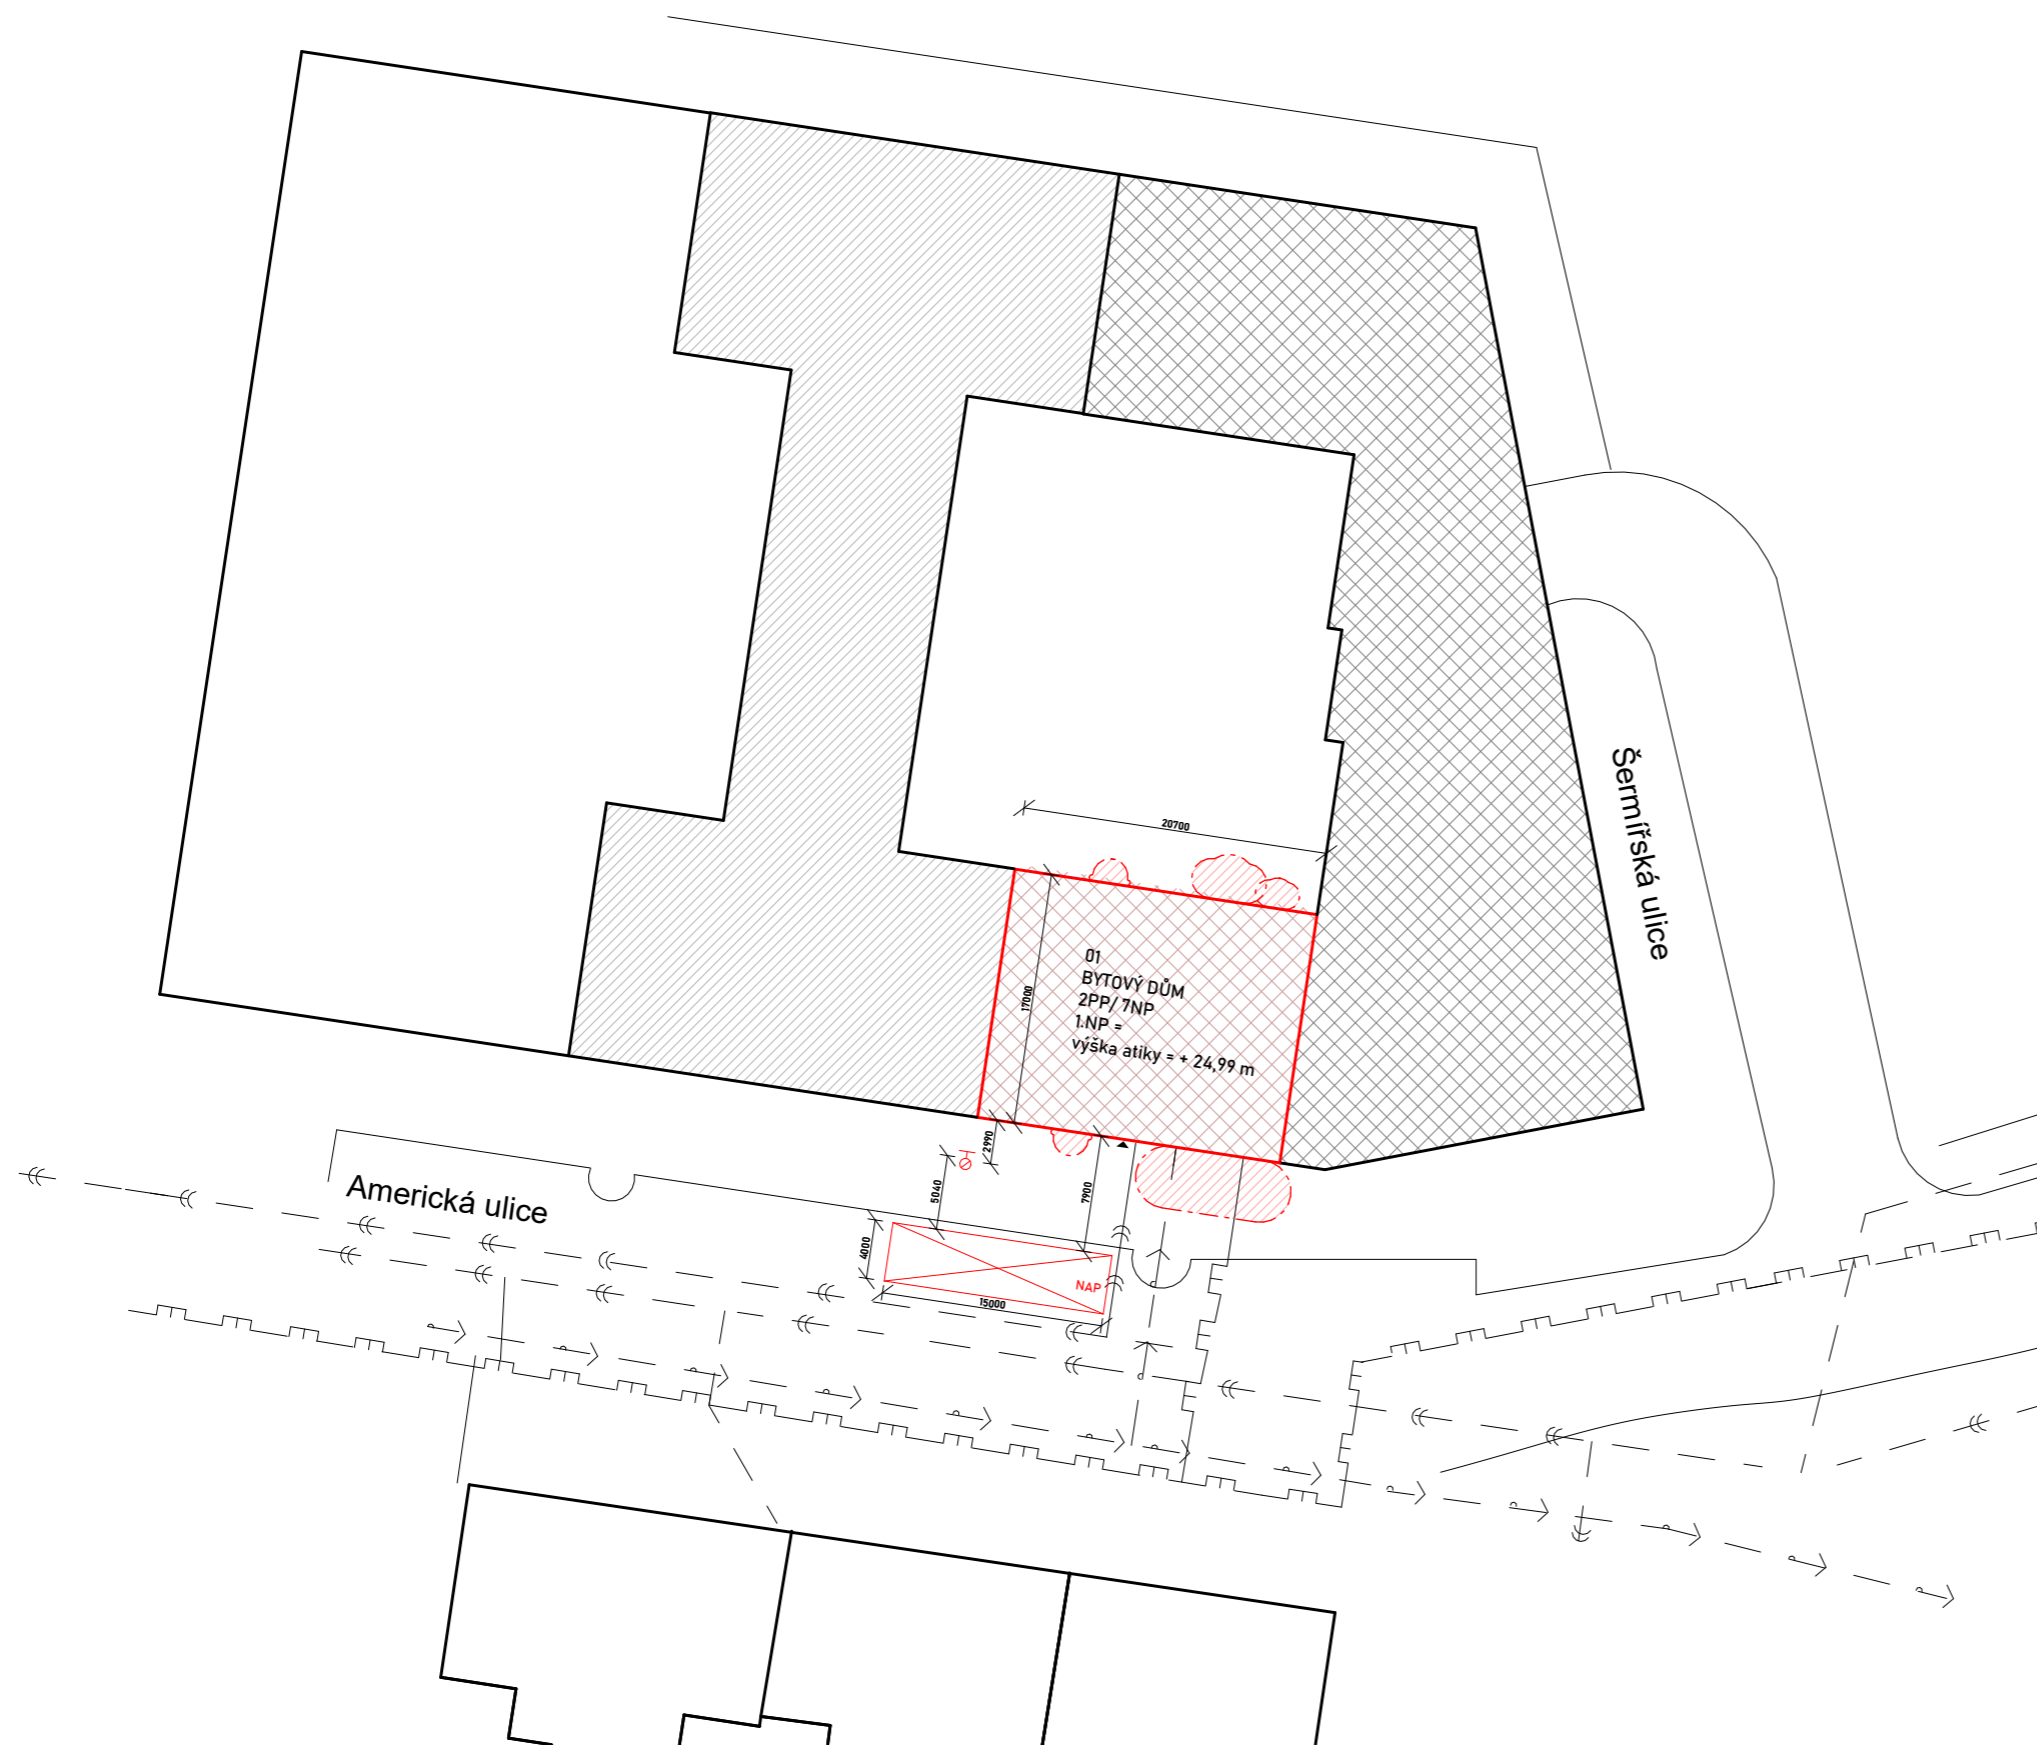 20700
Šermířská ulice
01
BYTOVÝ DŮM
2PP/ 7NP
1.NP =
výška atiky = + 24,99 m
17000
2990
5040
7900
Americká ulice
4000
NAP
15000